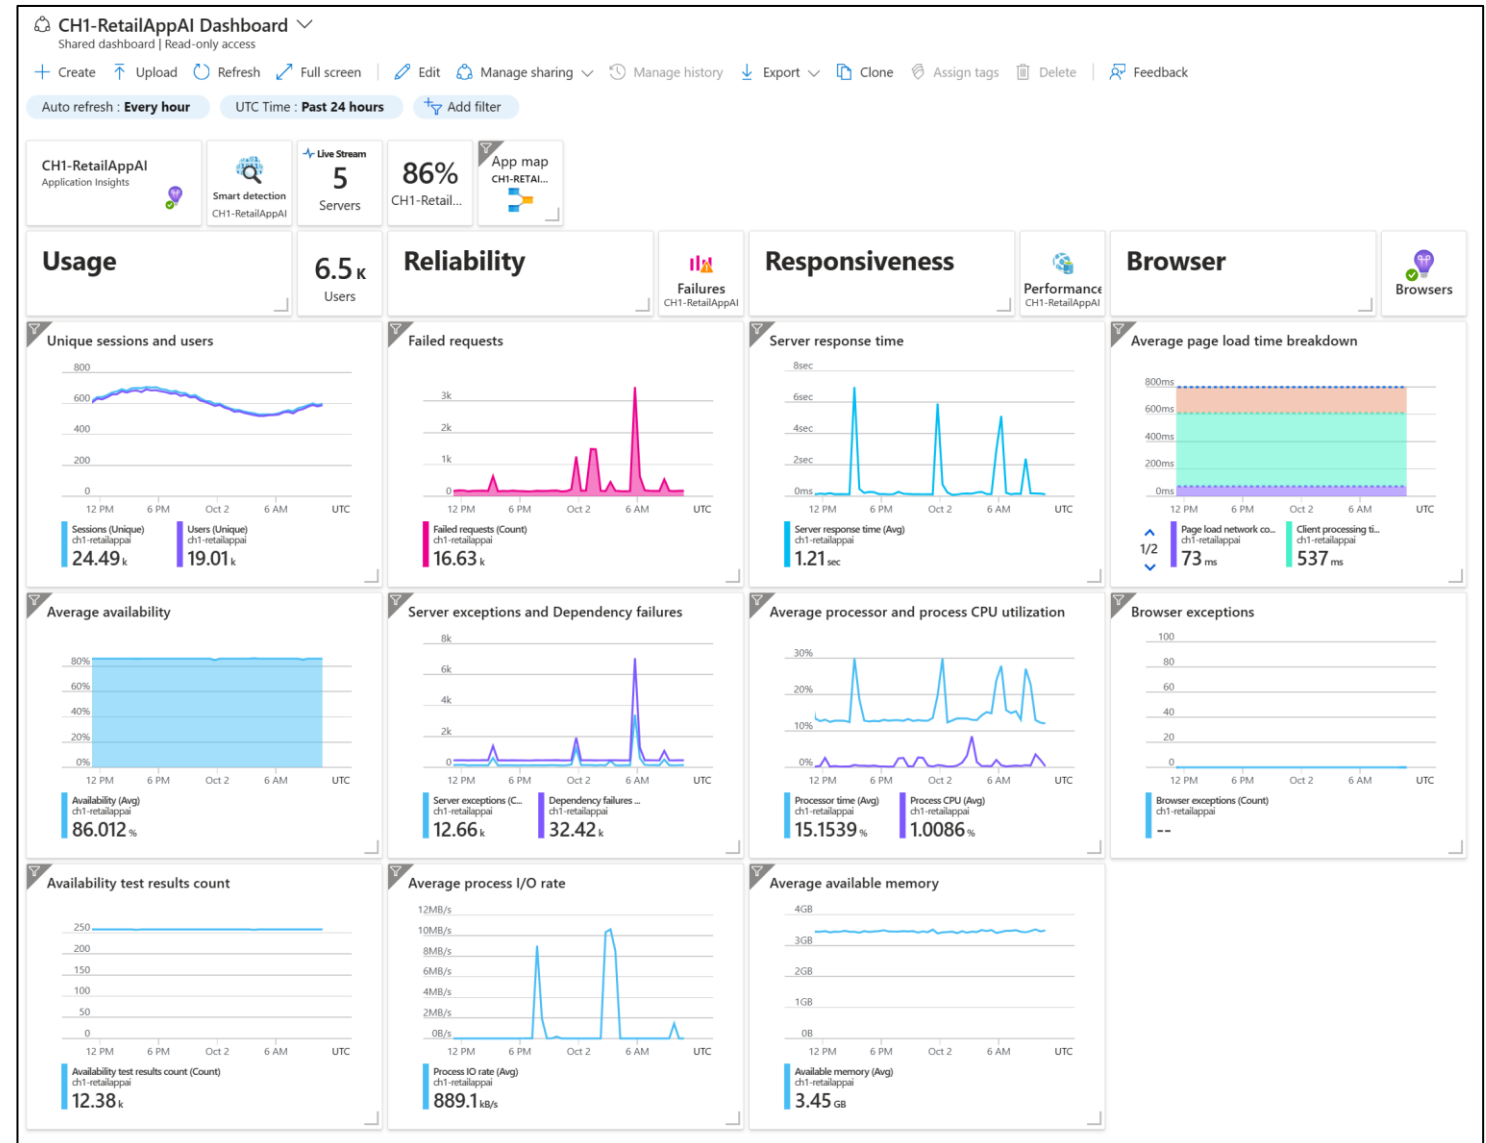 CH1-RetailAppAI Dashboard
Shared dashboard | Read-only access
Create Upload Refresh Full screen Edit Manage sharing Manage history Export Clone Assign tags Delete Feedback
Auto refresh : Every hour UTC Time : Past 24 hours Add filter
CH1-RetailAppAI
Application Insights
Smart detection
CH1-RetailAppAI
Live Stream
5
Servers
86%
CH1-Retail...
App map
CH1-RETAI...
Usage
6.5 K
Users
Reliability
Failures
CH1-RetailAppAI
Responsiveness
Performance
CH1-RetailAppAI
Browser
Browsers
Unique sessions and users
800
600
400
200
0
12 PM 6 PM Oct 2 6 AM UTC
Sessions (Unique)
ch1-retailappai
24.49 k
Users (Unique)
ch1-retailappai
19.01 k
Failed requests
3k
2k
1k
0
12 PM 6 PM Oct 2 6 AM UTC
Failed requests (Count)
ch1-retailappai
16.63 k
Server response time
8sec
6sec
4sec
2sec
0ms
12 PM 6 PM Oct 2 6 AM UTC
Server response time (Avg)
ch1-retailappai
1.21 sec
Average page load time breakdown
800ms
600ms
400ms
200ms
0ms
12 PM 6 PM Oct 2 6 AM UTC
1/2
Page load network co...
ch1-retailappai
73 ms
Client processing ti...
ch1-retailappai
537 ms
Average availability
80%
60%
40%
20%
0%
12 PM 6 PM Oct 2 6 AM UTC
Availability (Avg)
ch1-retailappai
86.012 %
Server exceptions and Dependency failures
8k
6k
4k
2k
0
12 PM 6 PM Oct 2 6 AM UTC
Server exceptions (C...
ch1-retailappai
12.66 k
Dependency failures ...
ch1-retailappai
32.42 k
Average processor and process CPU utilization
30%
20%
10%
0%
12 PM 6 PM Oct 2 6 AM UTC
Processor time (Avg)
ch1-retailappai
15.1539 %
Process CPU (Avg)
ch1-retailappai
1.0086 %
Browser exceptions
100
80
60
40
20
0
12 PM 6 PM Oct 2 6 AM UTC
Browser exceptions (Count)
ch1-retailappai
--
Availability test results count
250
200
150
100
50
0
12 PM 6 PM Oct 2 6 AM UTC
Availability test results count (Count)
ch1-retailappai
12.38 k
Average process I/O rate
12MB/s
10MB/s
8MB/s
6MB/s
4MB/s
2MB/s
0B/s
12 PM 6 PM Oct 2 6 AM UTC
Process IO rate (Avg)
ch1-retailappai
889.1 kB/s
Average available memory
4GB
3GB
2GB
1GB
0B
12 PM 6 PM Oct 2 6 AM UTC
Available memory (Avg)
ch1-retailappai
3.45 GB